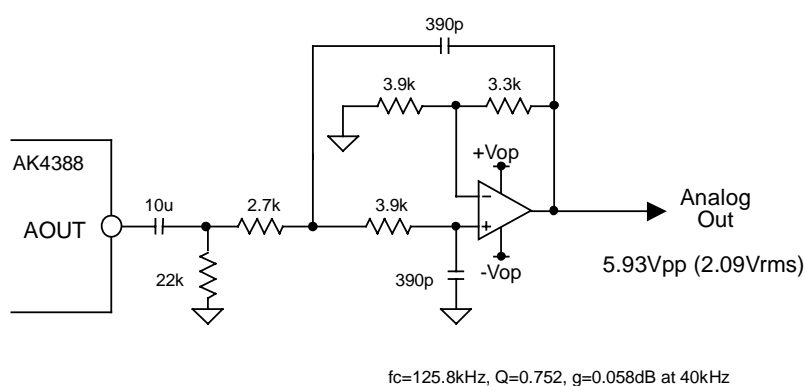 390p
3.9k
3.3k
AK4388
+Vop
AOUT
10u
2.7k
3.9k
−
+
Analog
Out
22k
390p
-Vop
5.93Vpp (2.09Vrms)
fc=125.8kHz, Q=0.752, g=0.058dB at 40kHz